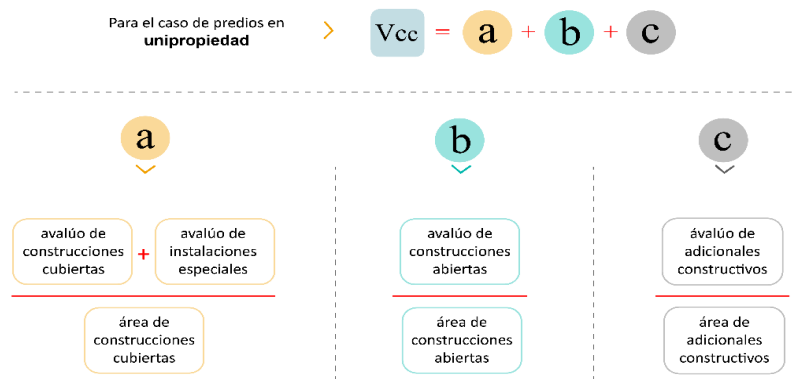 Para el caso de predios en
unipropiedad
Vcc = a + b + c
a
b
c
avalúo de
construcciones
cubiertas
+
avalúo de
instalaciones
especiales
área de
construcciones
cubiertas
avalúo de
construcciones
abiertas
área de
construcciones
abiertas
ávalúo de
adicionales
constructivos
área de
adicionales
constructivos